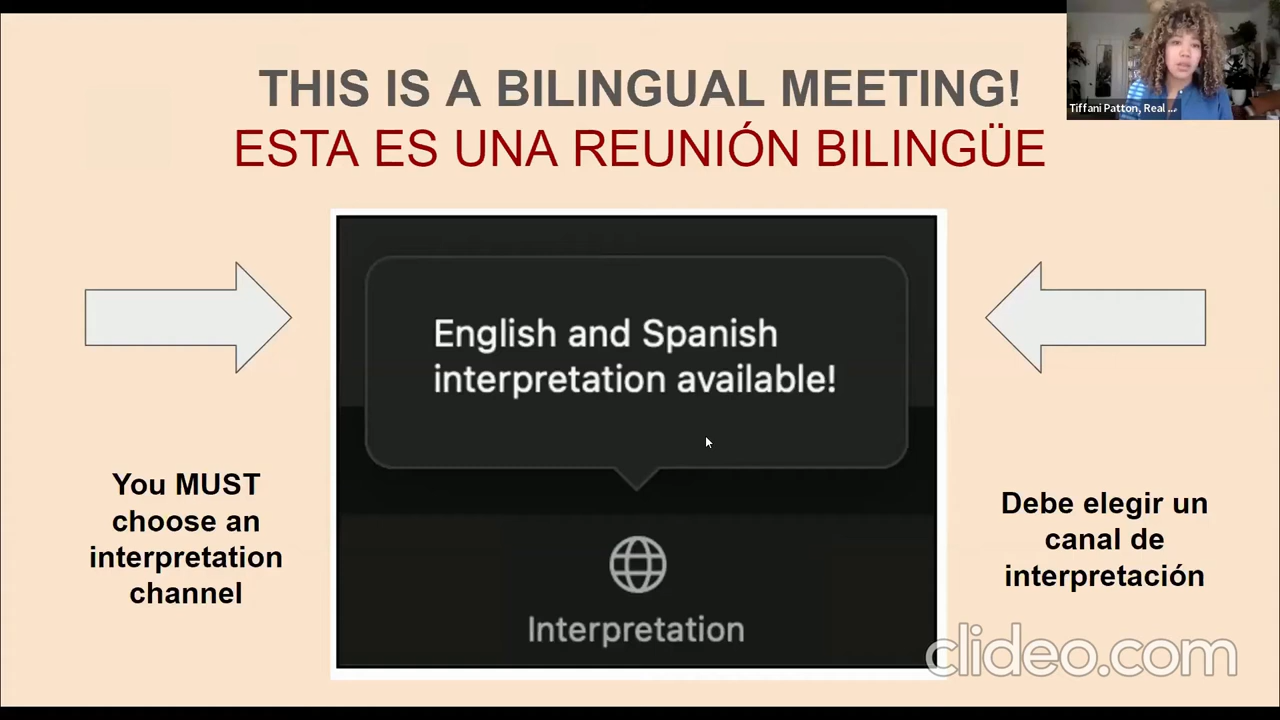 THIS IS A BILINGUAL MEETING!
ESTA ES UNA REUNIÓN BILINGÜE
Tiffani Patton, Real ...
English and Spanish
interpretation available!
You MUST
choose an
interpretation
channel
Debe elegir un
canal de
interpretación
Interpretation
clideo.com